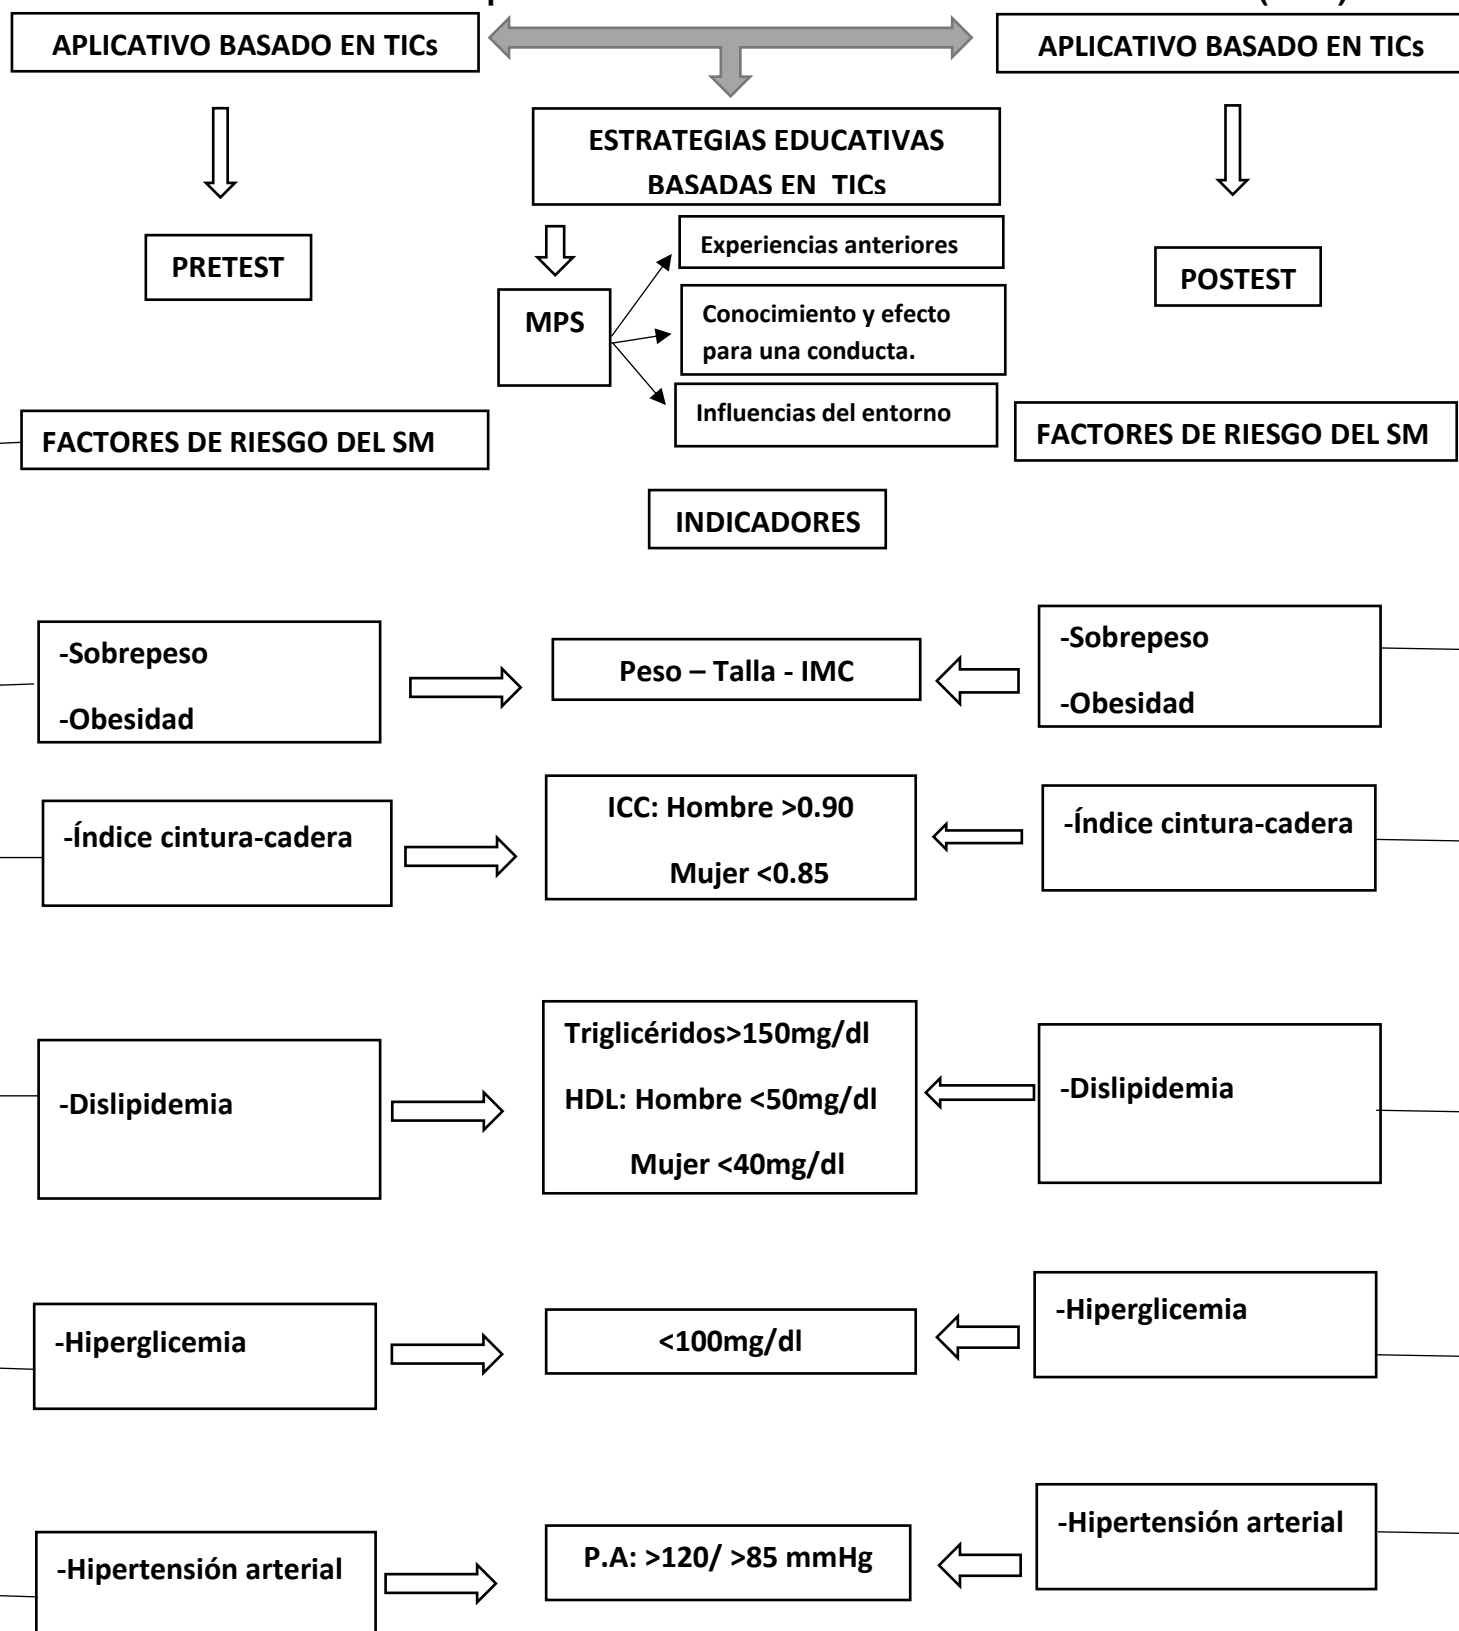 APLICATIVO BASADO EN TICs
APLICATIVO BASADO EN TICs
ESTRATEGIAS EDUCATIVAS
BASADAS EN TICs
PRETEST
MPS
Experiencias anteriores
Conocimiento y efecto
para una conducta.
Influencias del entorno
POSTEST
FACTORES DE RIESGO DEL SM
FACTORES DE RIESGO DEL SM
INDICADORES
-Sobrepeso
-Obesidad
Peso – Talla - IMC
-Sobrepeso
-Obesidad
-Índice cintura-cadera
ICC: Hombre >0.90
Mujer <0.85
-Índice cintura-cadera
-Dislipidemia
Triglicéridos>150mg/dl
HDL: Hombre <50mg/dl
Mujer <40mg/dl
-Dislipidemia
-Hiperglicemia
<100mg/dl
-Hiperglicemia
-Hipertensión arterial
P.A: >120/ >85 mmHg
-Hipertensión arterial